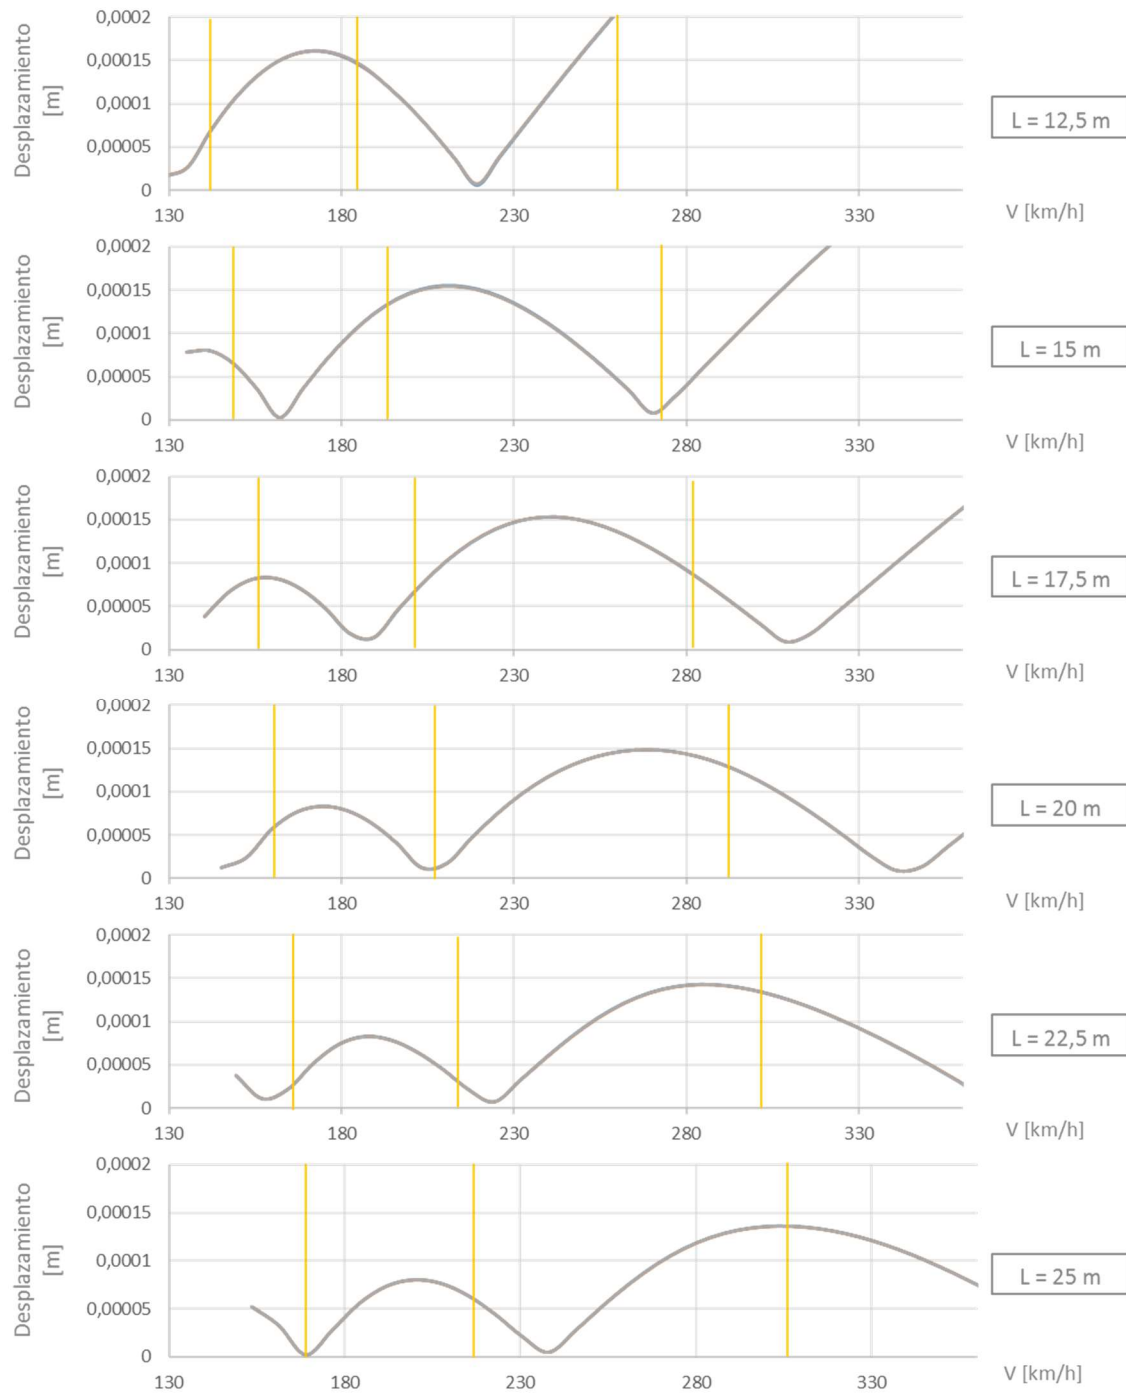 Desplazamiento
[m]
0,0002
0,00015
0,0001
0,00005
0
130
180
230
280
330
L = 12,5 m
V [km/h]
Desplazamiento
[m]
0,0002
0,00015
0,0001
0,00005
0
130
180
230
280
330
L = 15 m
V [km/h]
Desplazamiento
[m]
0,0002
0,00015
0,0001
0,00005
0
130
180
230
280
330
L = 17,5 m
V [km/h]
Desplazamiento
[m]
0,0002
0,00015
0,0001
0,00005
0
130
180
230
280
330
L = 20 m
V [km/h]
Desplazamiento
[m]
0,0002
0,00015
0,0001
0,00005
0
130
180
230
280
330
L = 22,5 m
V [km/h]
Desplazamiento
[m]
0,0002
0,00015
0,0001
0,00005
0
130
180
230
280
330
L = 25 m
V [km/h]